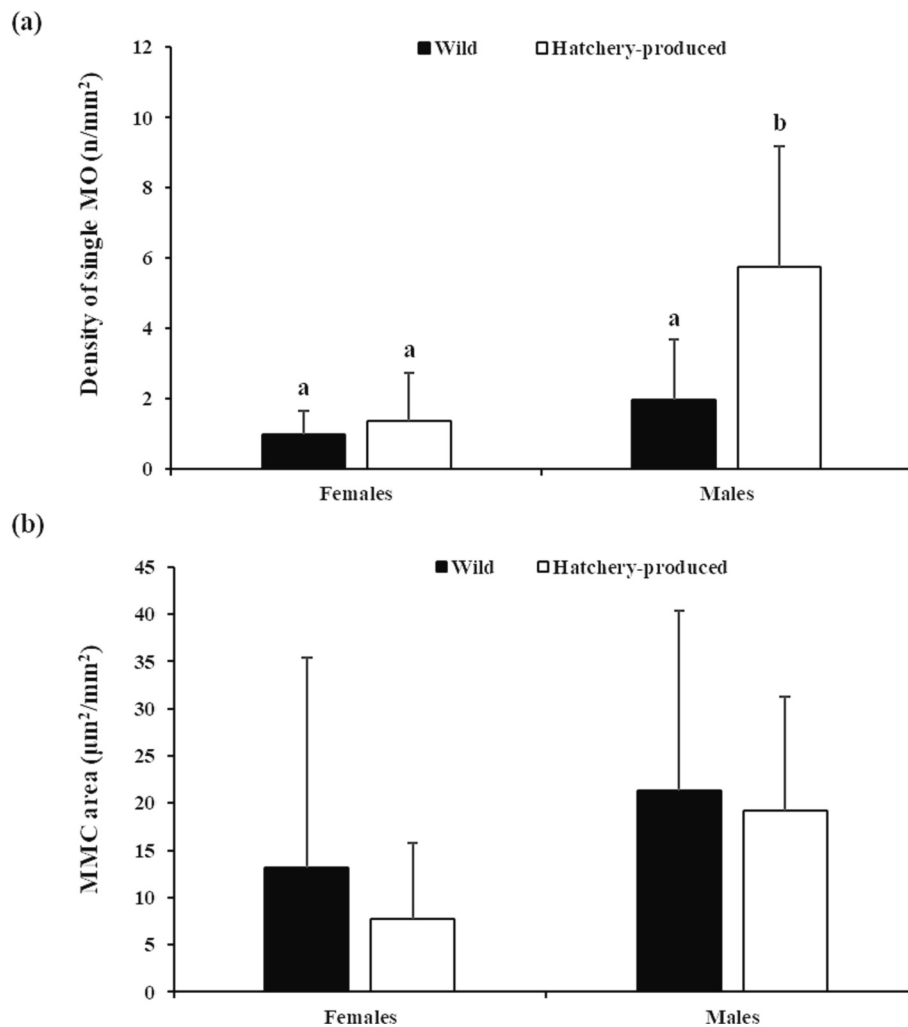 (a)
Density of single MO (n/mm²)
12
10
8
6
4
2
0
Wild
Hatchery-produced
a
a
a
b
Females
Males
(b)
MMC area (µm²/mm²)
45
40
35
30
25
20
15
10
5
0
Wild
Hatchery-produced
Females
Males